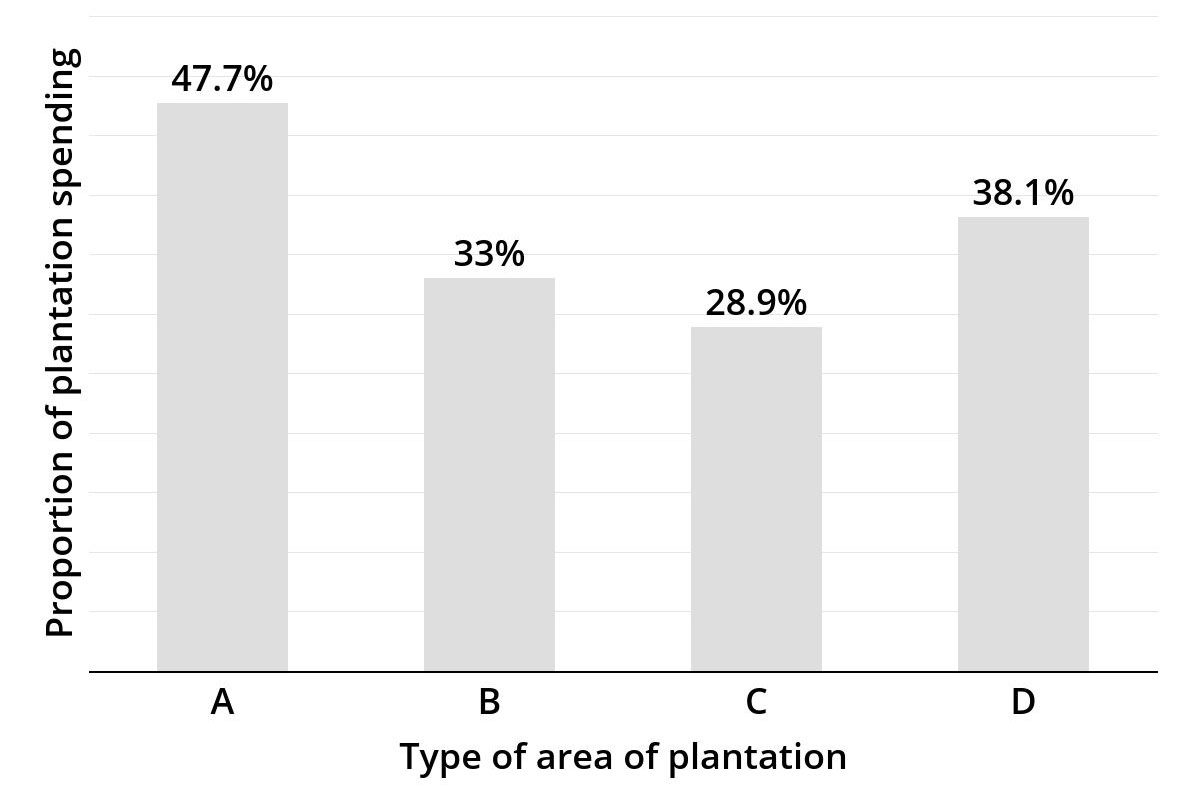 Proportion of plantation spending
47.7%
33%
28.9%
38.1%
A
B
C
D
Type of area of plantation